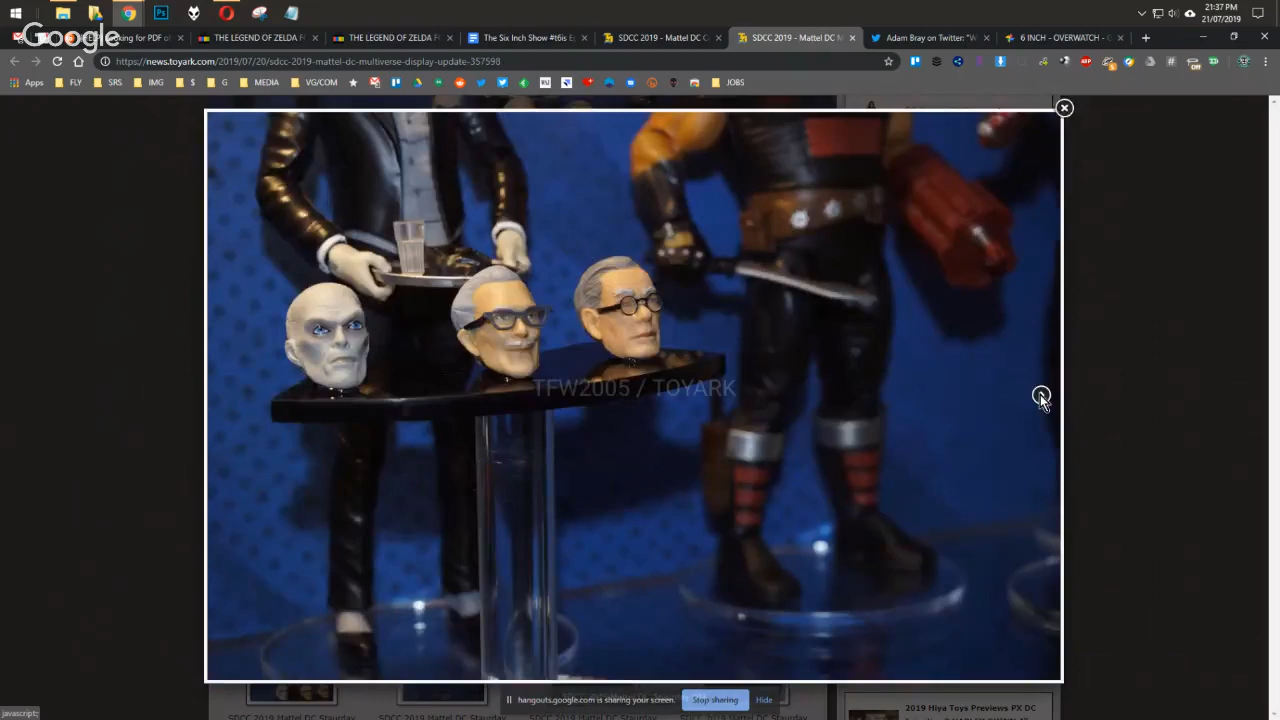 21:37 PM
21/07/2019
Google
THE LEGEND OF ZELDA F
THE LEGEND OF ZELDA F
The Six Inch Show #t6is E
SDCC 2019 - Mattel DC
SDCC 2019 - Mattel DC M
Adam Bray on Twitter: "W
6 INCH - OVERWATCH - G
https://news.toyark.com/2019/07/20/sdcc-2019-mattel-dc-multiverse-display-update-357598
Apps FLY SRS IMG $ G MEDIA VG/COM JOBS
TFW2005 / TOYARK
hangouts.google.com is sharing your screen. Stop sharing Hide
2019 Hiya Toys Previews PX DC
javascript: